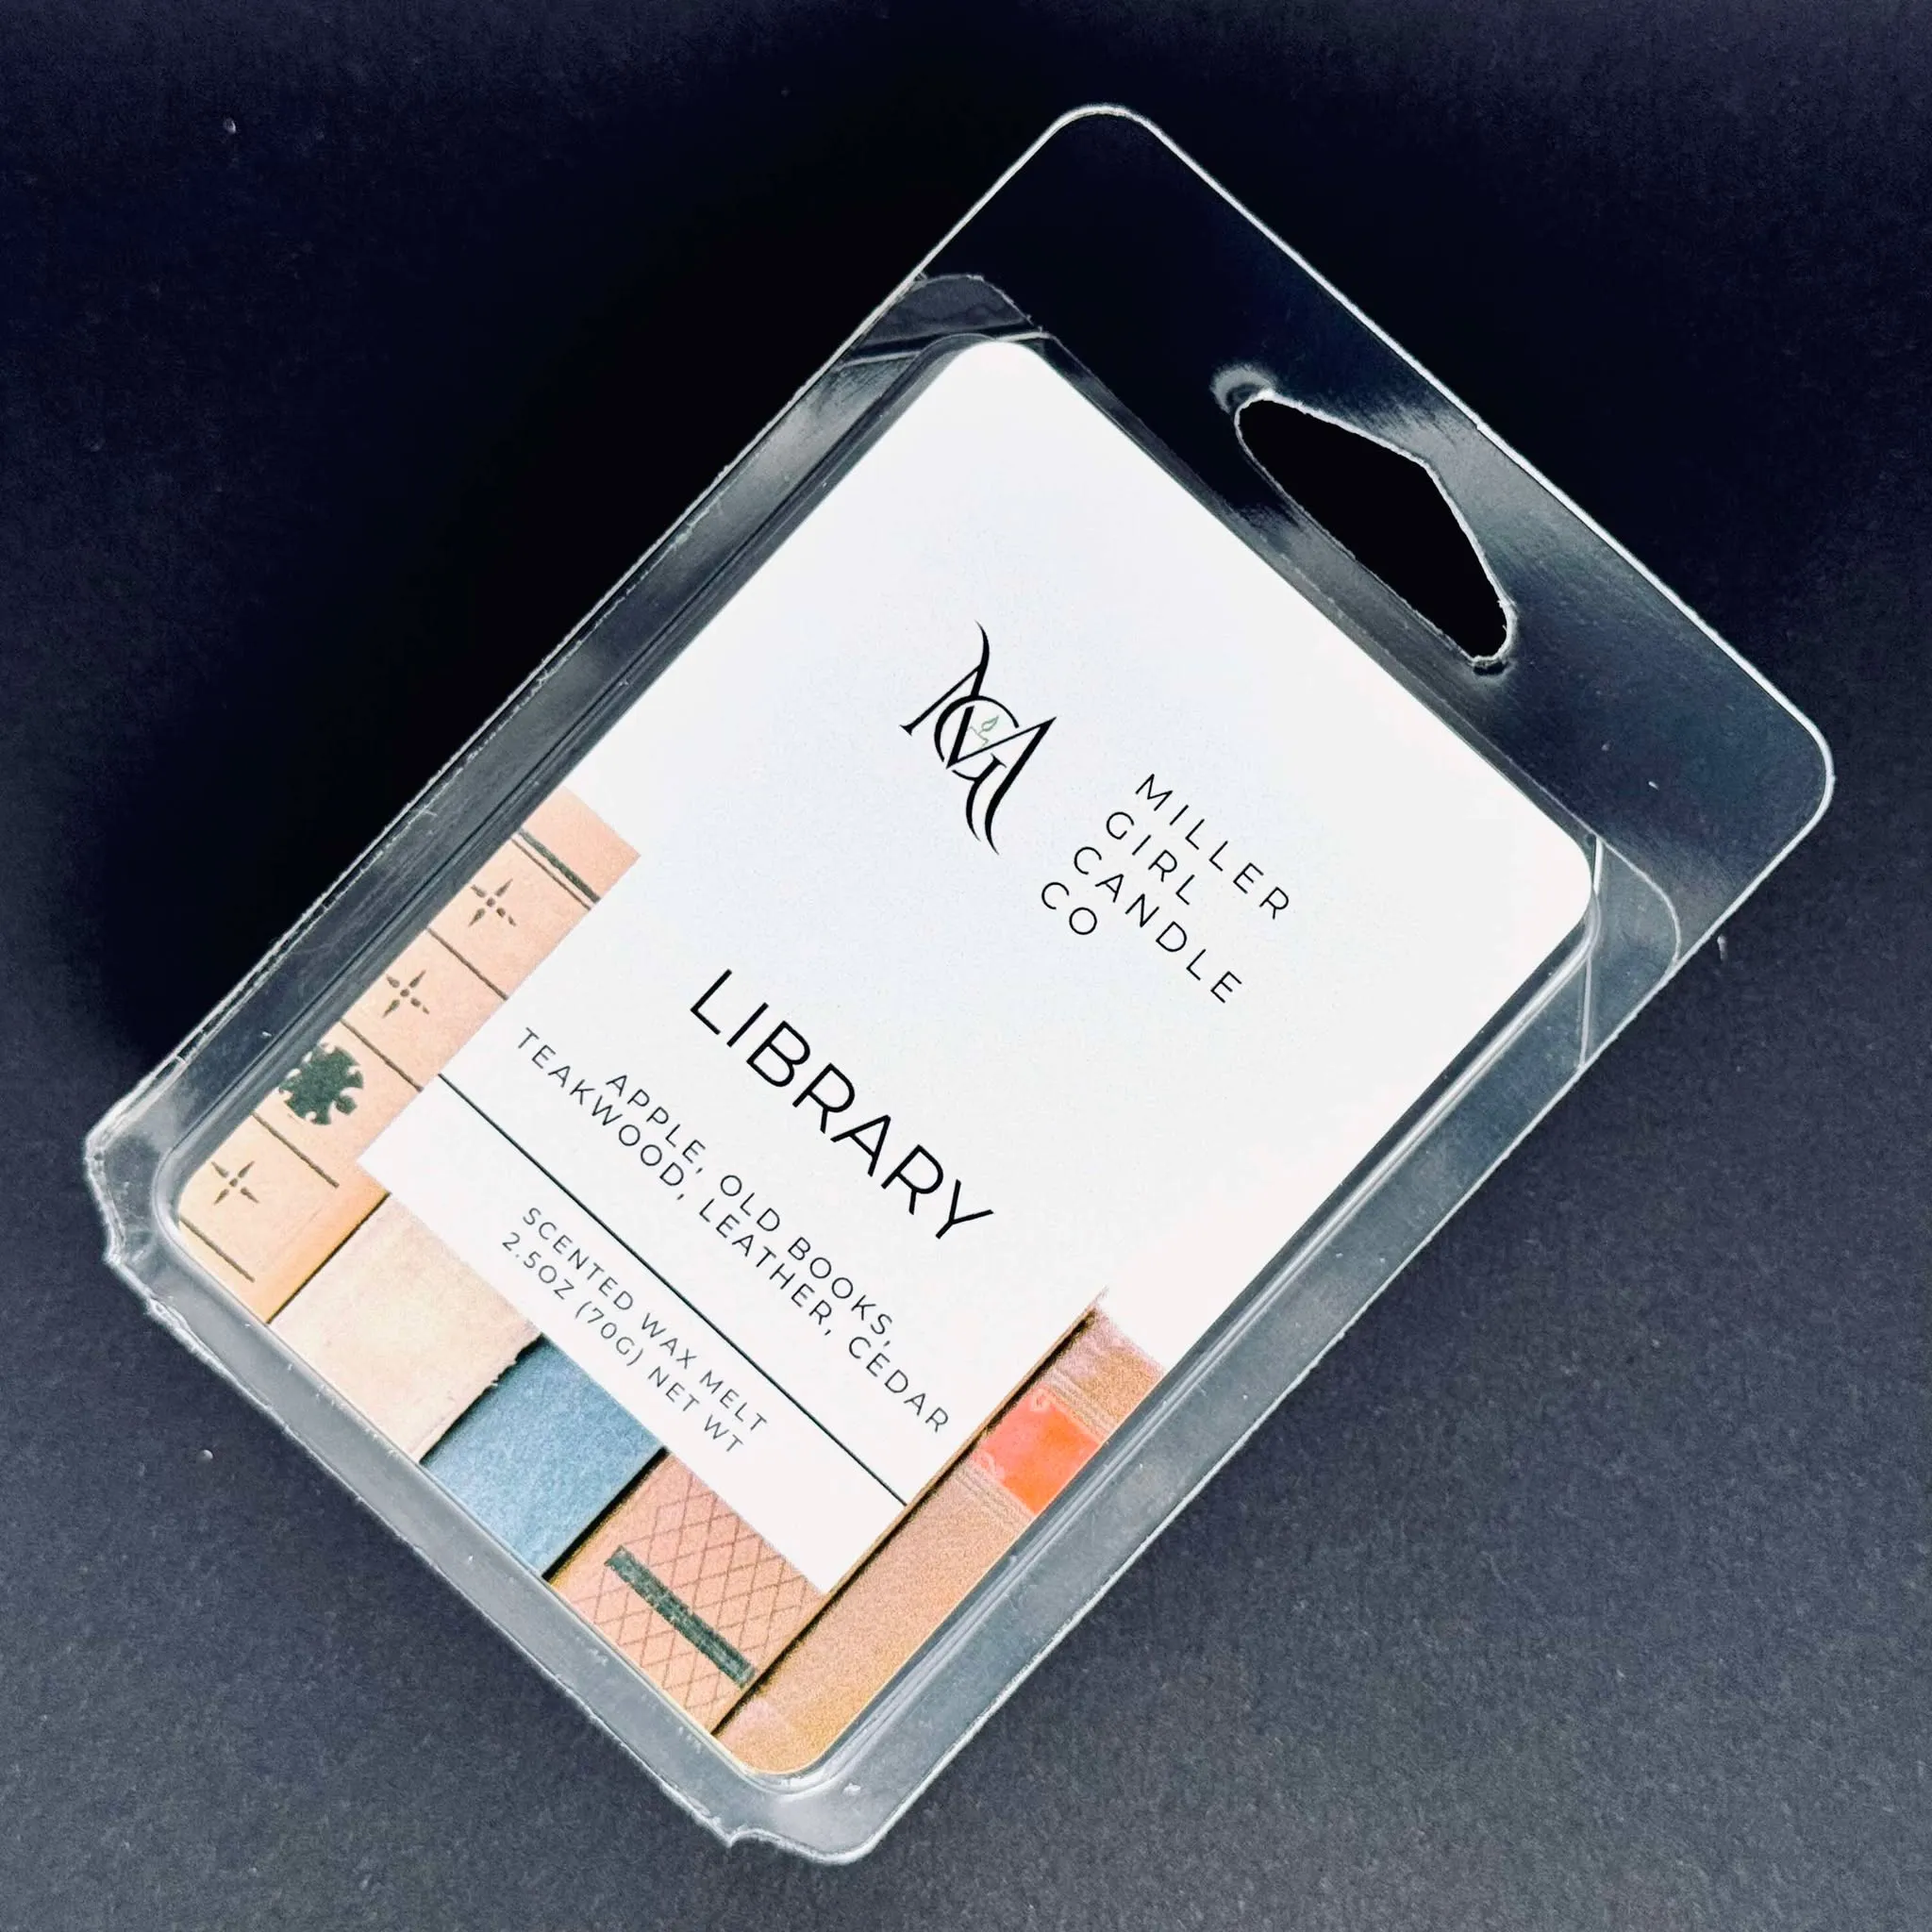 MGM
MILLER
GIRL
CANDLE
CO
LIBRARY
APPLE, OLD BOOKS,
TEAKWOOD, LEATHER, CEDAR
SCENTED WAX MELT
2.5OZ (70G) NET WT